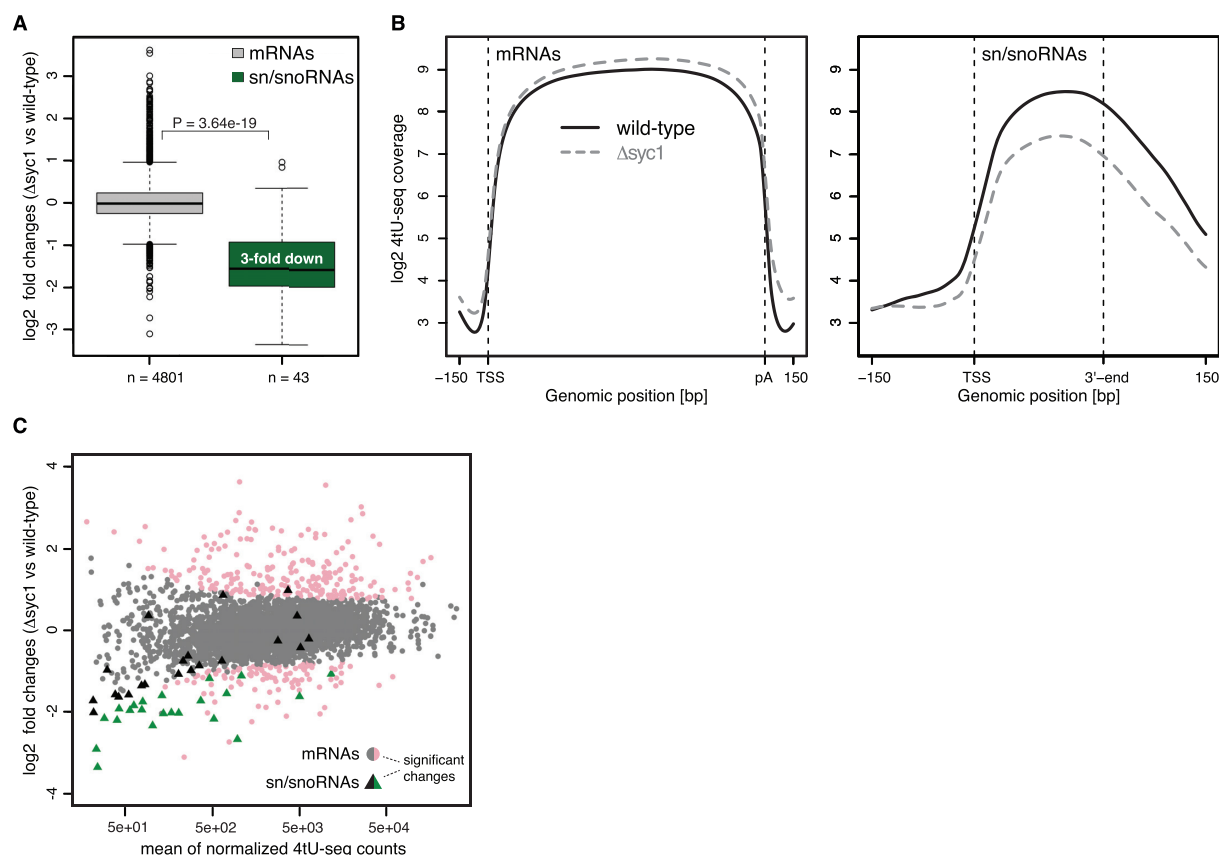 A
log2 fold changes (Δsyc1 vs wild-type)
3
2
1
0
-1
-2
-3
mRNAs
sn/snoRNAs
P = 3.64e-19
3-fold down
n = 4801
n = 43
B
log2 4tU-seq coverage
9
8
7
6
5
4
3
mRNAs
wild-type
Δsyc1
−150 TSS pA 150
Genomic position [bp]
9
8
7
6
5
4
3
sn/snoRNAs
−150 TSS 3'−end 150
Genomic position [bp]
C
log2 fold changes (Δsyc1 vs wild-type)
4
2
0
-2
-4
mRNAs
sn/snoRNAs
significant
changes
5e+01 5e+02 5e+03 5e+04
mean of normalized 4tU-seq counts